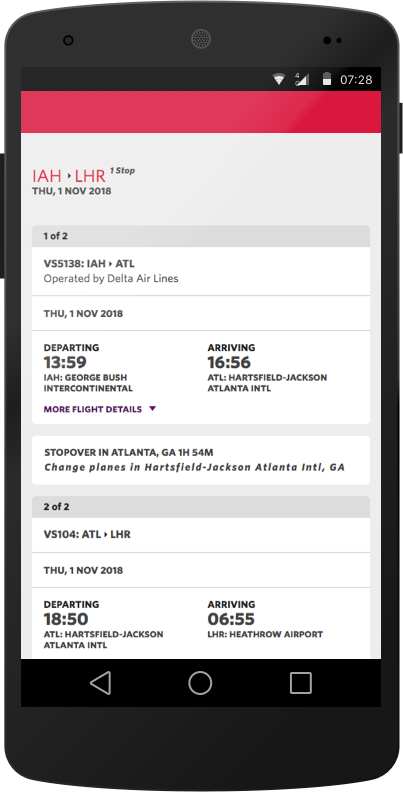 4G 07:28
IAH ▸ LHR 1 Stop
THU, 1 NOV 2018
1 of 2
VS5138: IAH ▸ ATL
Operated by Delta Air Lines
THU, 1 NOV 2018
DEPARTING ARRIVING
13:59 16:56
IAH: GEORGE BUSH ATL: HARTSFIELD-JACKSON
INTERCONTINENTAL ATLANTA INTL
MORE FLIGHT DETAILS ▼
STOPOVER IN ATLANTA, GA 1H 54M
Change planes in Hartsfield-Jackson Atlanta Intl, GA
2 of 2
VS104: ATL ▸ LHR
THU, 1 NOV 2018
DEPARTING ARRIVING
18:50 06:55
ATL: HARTSFIELD-JACKSON LHR: HEATHROW AIRPORT
ATLANTA INTL